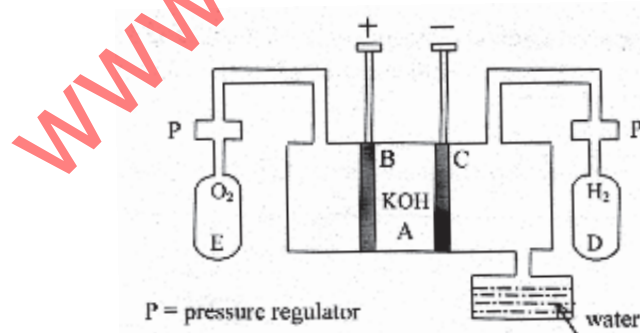 WWW
+ −
P
B
C
P
O₂
KOH
H₂
E
A
D
P = pressure regulator
water